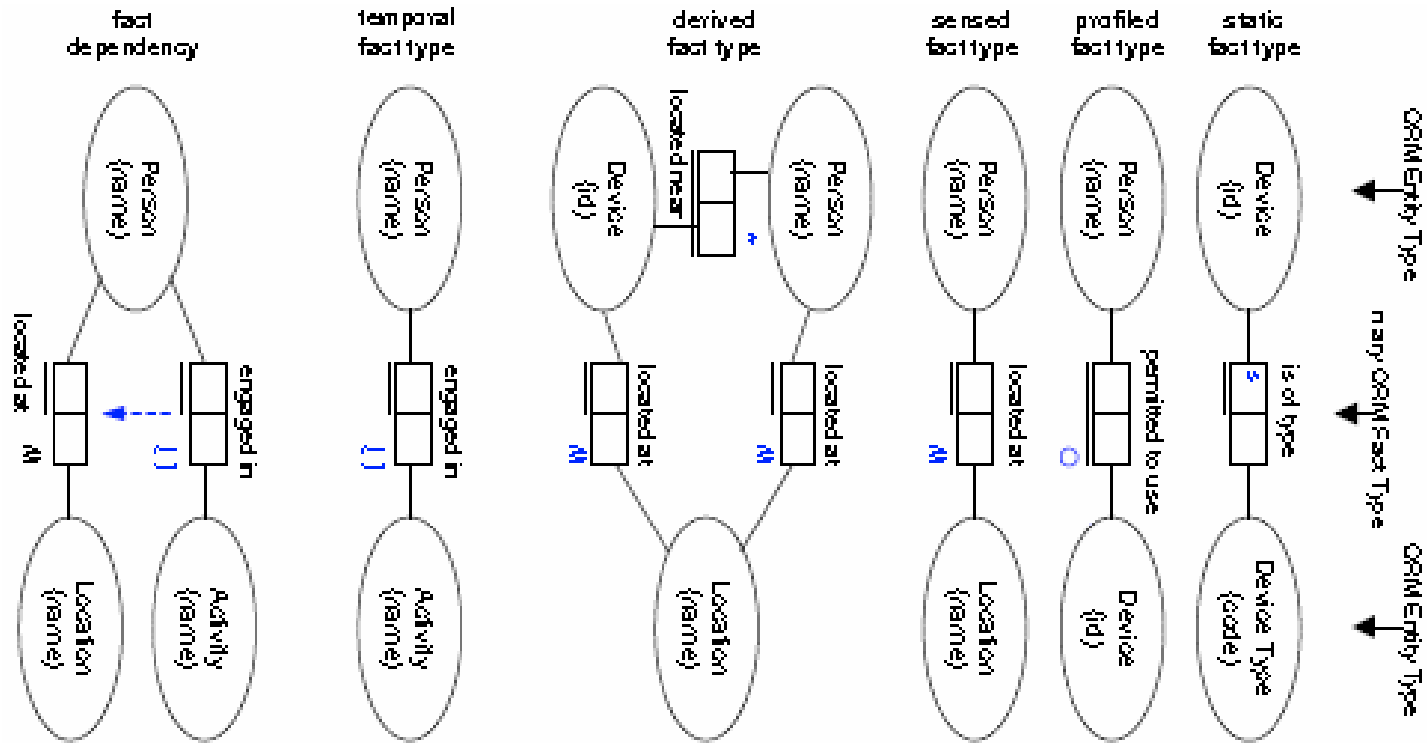 fact
dependency
temporal
fact type
derived
fact type
sensed
fact type
profiled
fact type
static
fact type
Person
(name)
Person
(name)
Device
(id)
located near
*
Person
(name)
Person
(name)
Person
(name)
Device
(id)
ORM Entity Type
located at
M
engaged in
[ ]
engaged in
[ ]
located at
M
located at
M
located at
M
permitted to use
s
is of type
nary ORM Fact Type
Location
(name)
Activity
(name)
Activity
(name)
Location
(name)
Location
(name)
Device
(id)
Device Type
(code)
ORM Entity Type